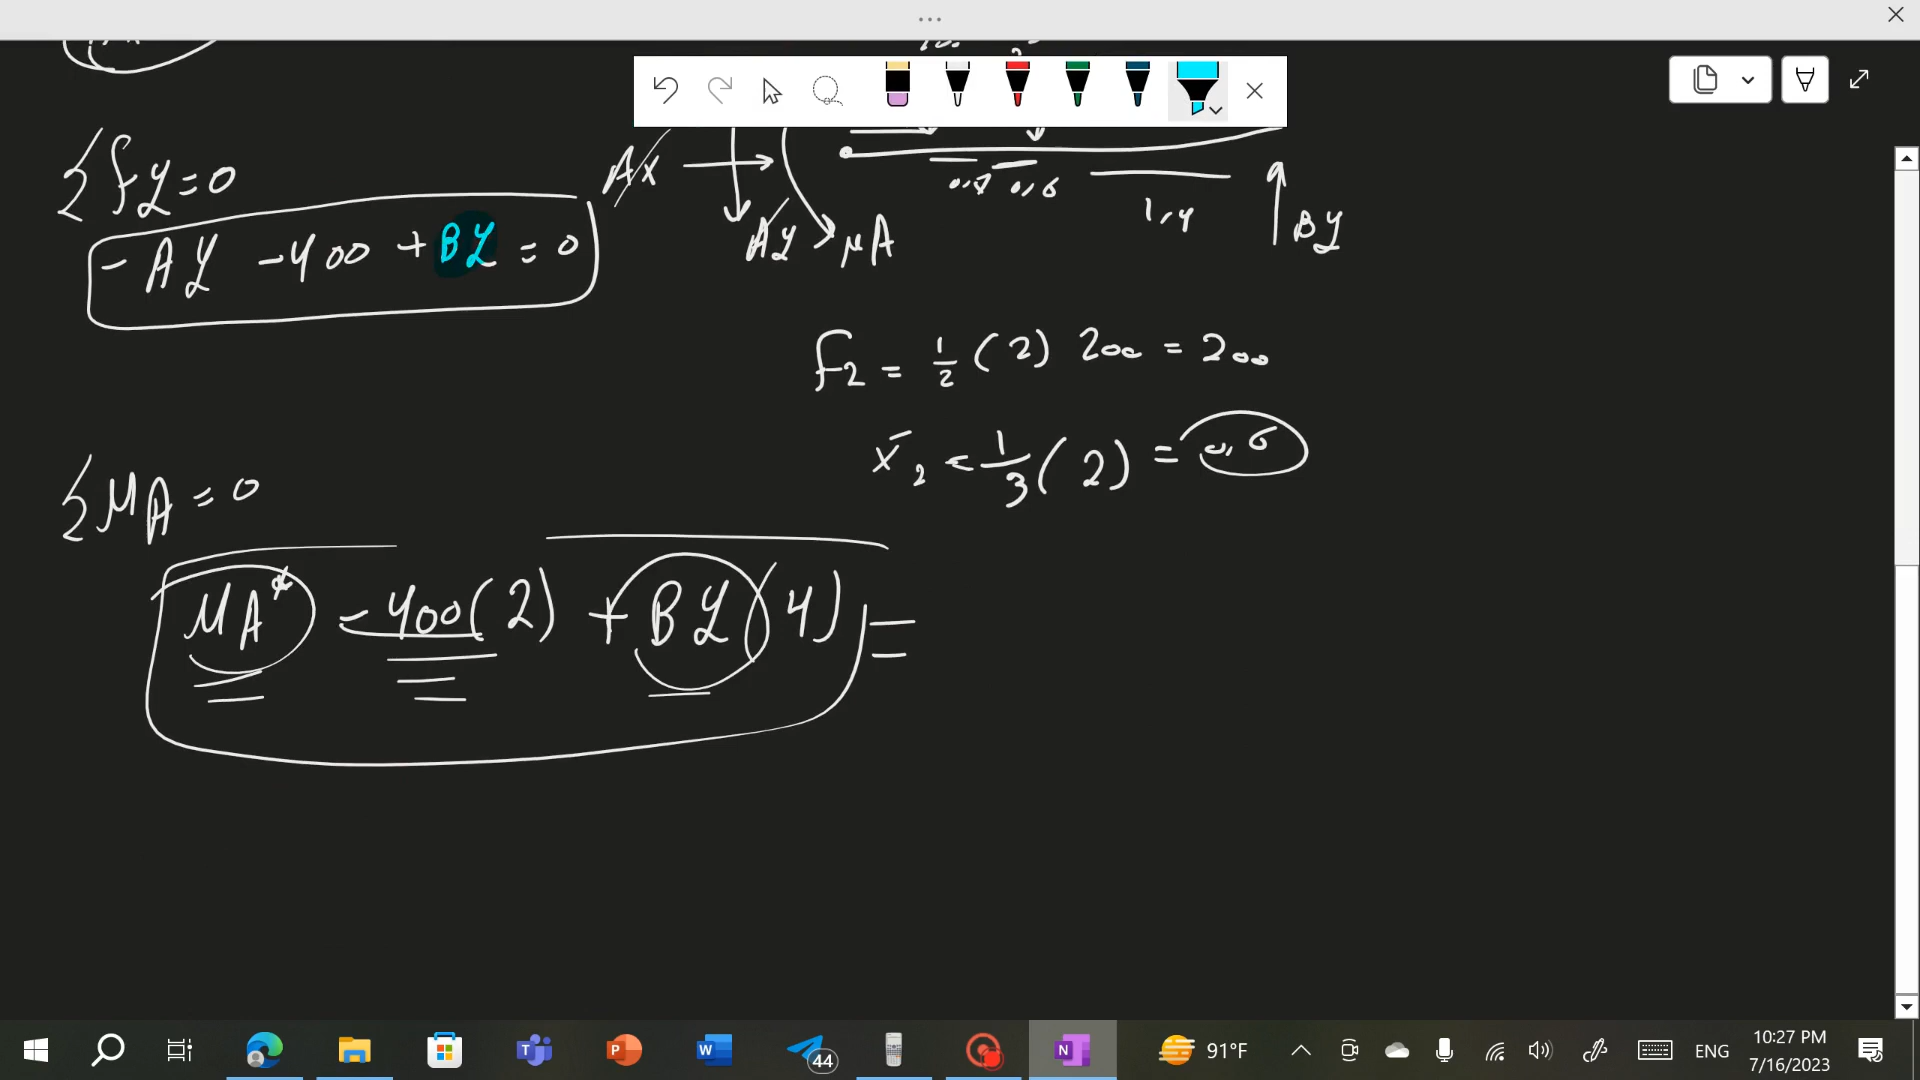 Σfy=0
-Ay -400 +By = 0
Ax
Ay
MA
0,7 0,6
1,4
By
f2 = 1/2 (2) 200 = 200
x̄2 = 1/3 (2) = 0,6
ΣMA=0
MA* -400(2) +By(4) =
44
91°F
ENG
10:27 PM
7/16/2023